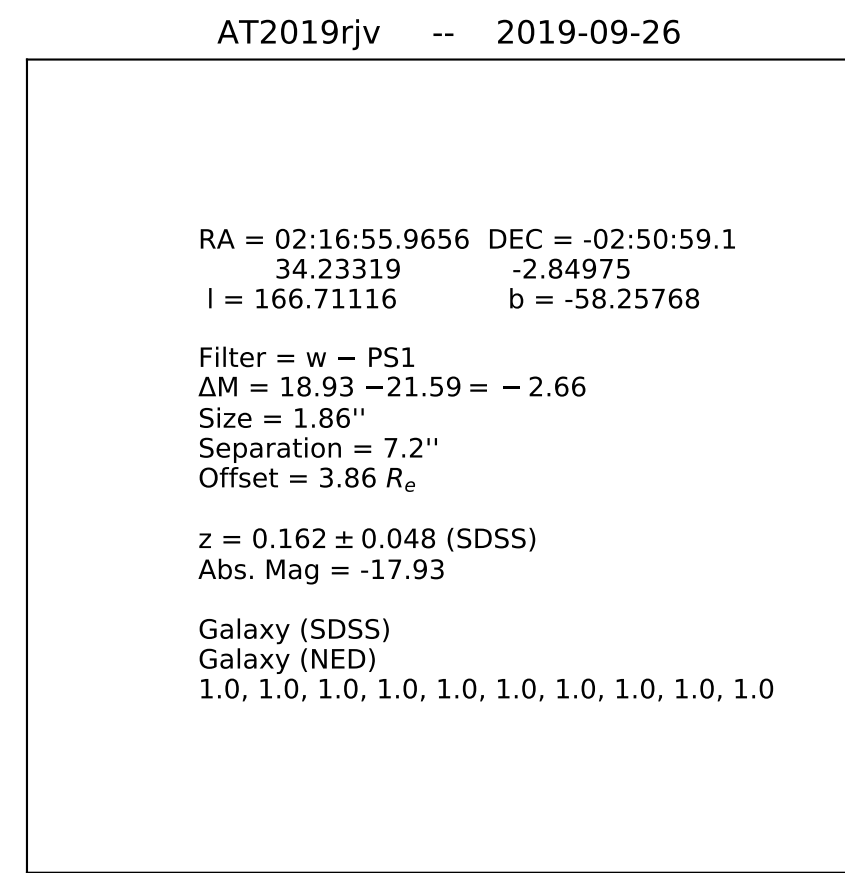 AT2019rjv -- 2019-09-26
RA = 02:16:55.9656 DEC = -02:50:59.1
34.23319 -2.84975
l = 166.71116 b = -58.25768
Filter = w − PS1
ΔM = 18.93 −21.59 = − 2.66
Size = 1.86''
Separation = 7.2''
Offset = 3.86 Re
z = 0.162 ± 0.048 (SDSS)
Abs. Mag = -17.93
Galaxy (SDSS)
Galaxy (NED)
1.0, 1.0, 1.0, 1.0, 1.0, 1.0, 1.0, 1.0, 1.0, 1.0